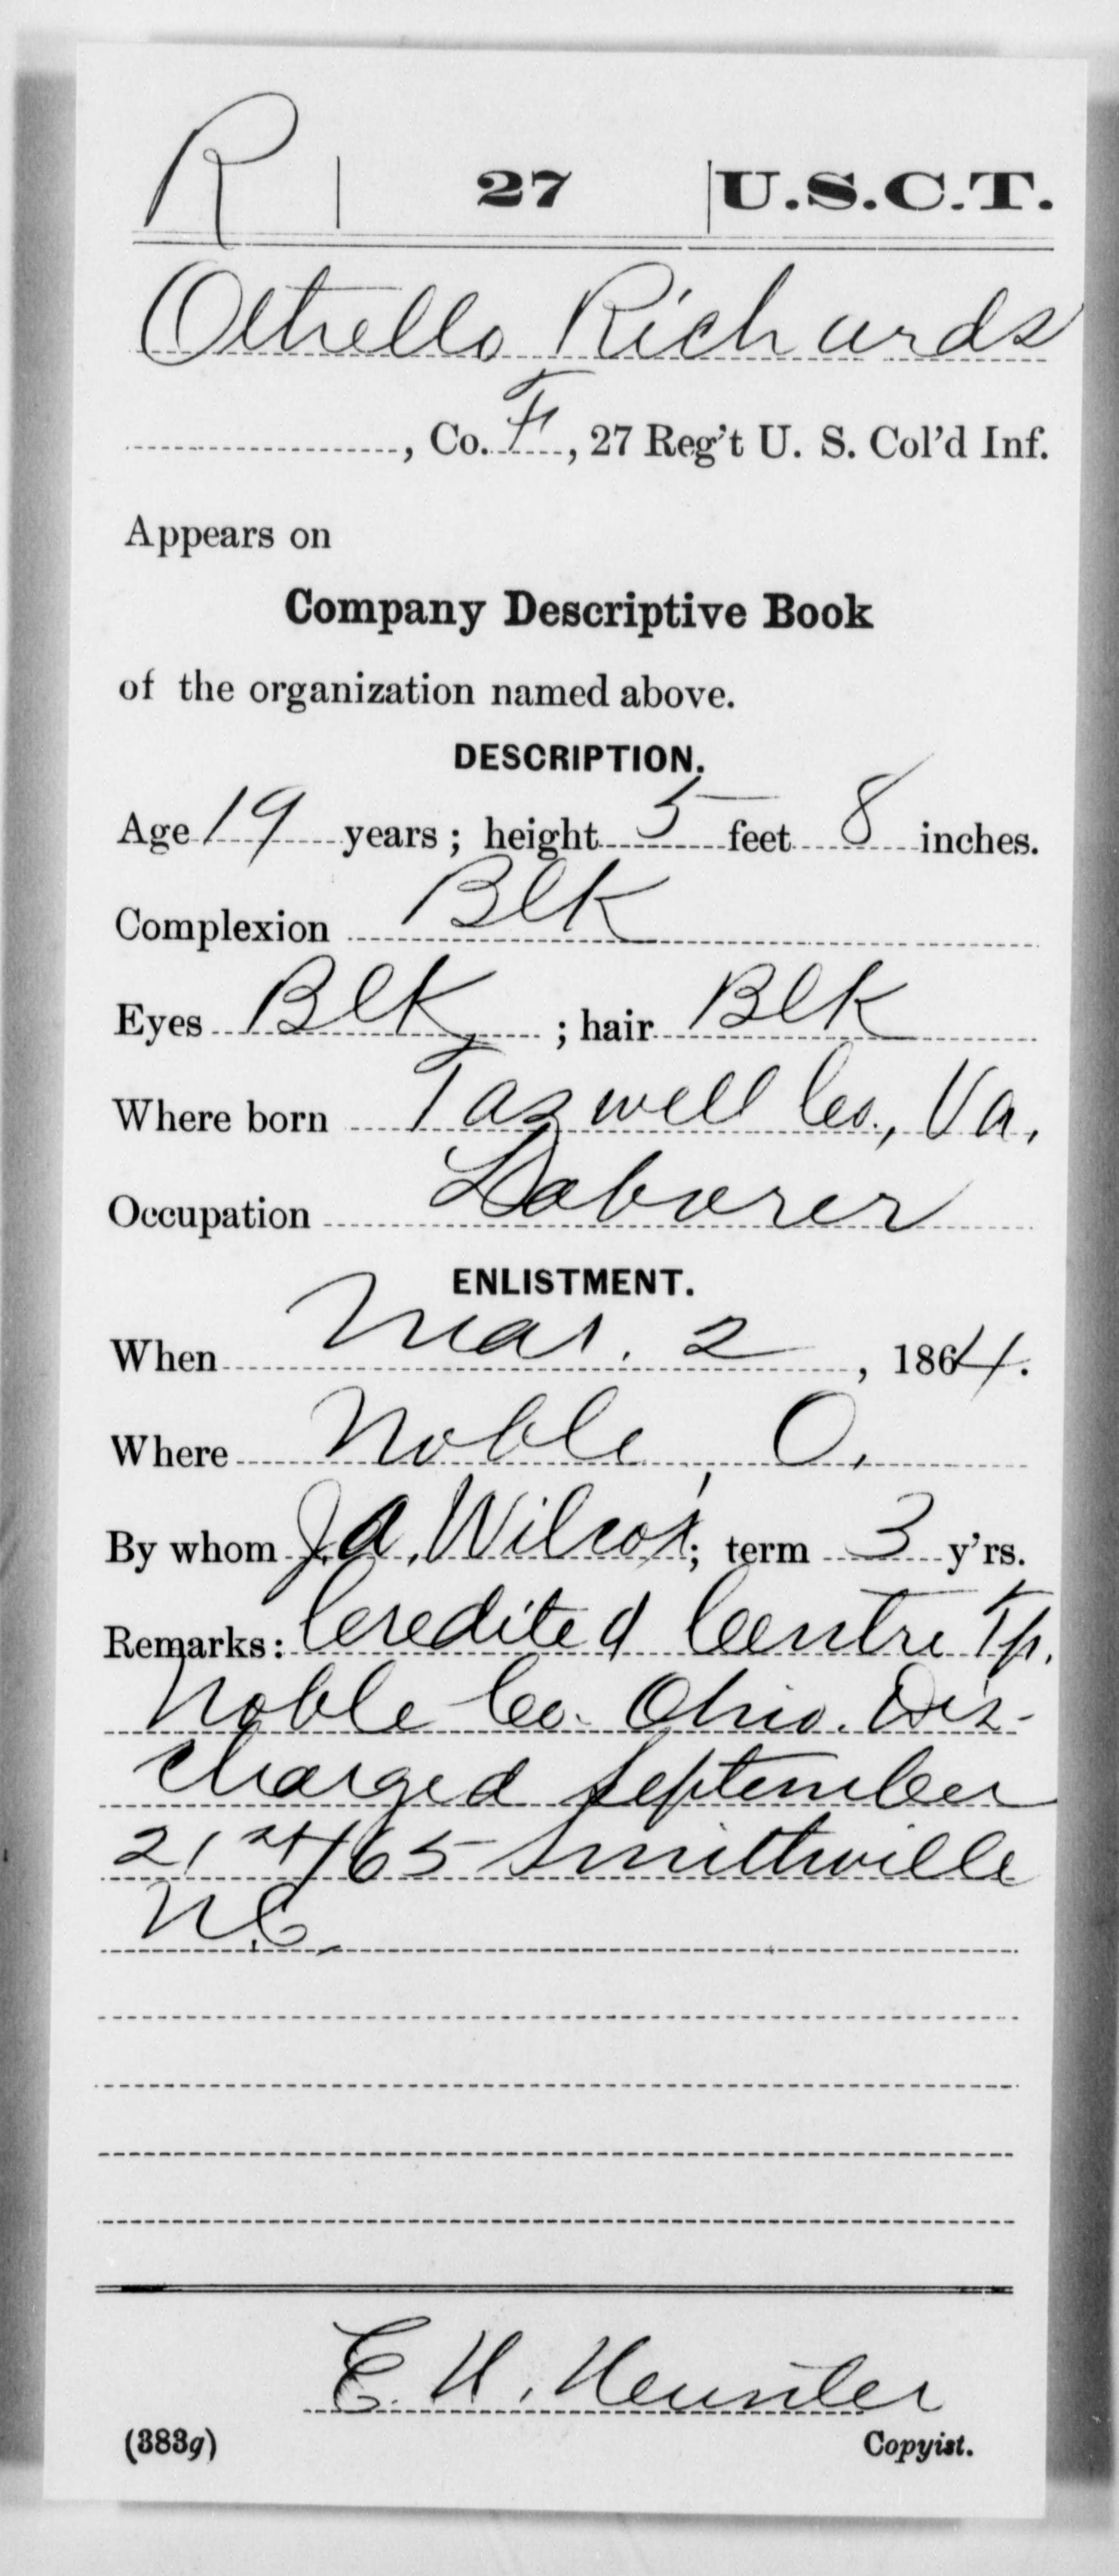 R | 27 | U.S.C.T.
Othello Richards
, Co. F, 27 Reg't U. S. Col'd Inf.
Appears on
Company Descriptive Book
of the organization named above.
DESCRIPTION.
Age 19 years; height 5 feet 8 inches.
Complexion Blk
Eyes Blk ; hair Blk
Where born Tazwell Co., Va.
Occupation Laborer
ENLISTMENT.
When Mar. 2, 1864.
Where Noble, O.
By whom J.A. Wilcox; term 3 y'rs.
Remarks: Credited Centre Tp.
Noble Co. Ohio. Dis-
charged September
21st/65 Smithville
N.C.
C. H.
(383g) Copyist.